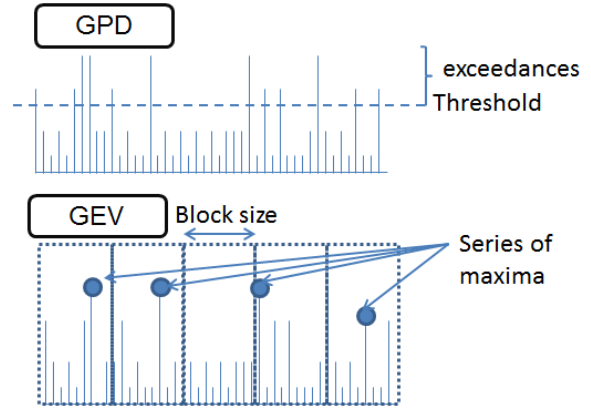 GPD
exceedances
Threshold
GEV
Block size
Series of
maxima